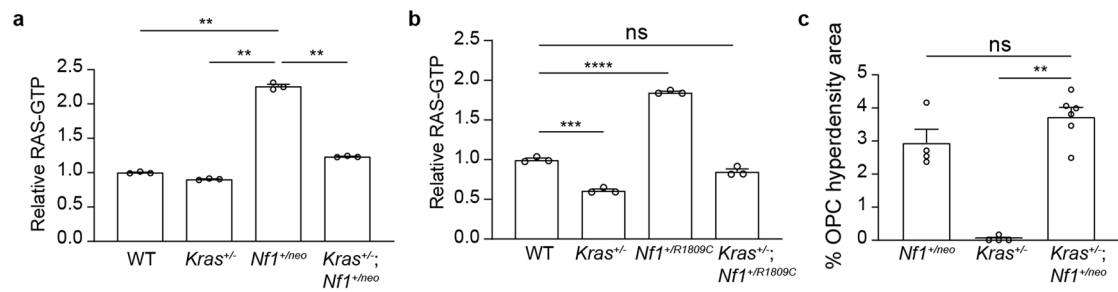 a
**
**
**
Relative RAS-GTP
2.5
2.0
1.5
1.0
0.5
0.0
WT
Kras+/-
Nf1+/neo
Kras+/-;
Nf1+/neo
b
ns
****
***
Relative RAS-GTP
2.5
2.0
1.5
1.0
0.5
0.0
WT
Kras+/-
Nf1+/R1809C
Kras+/-;
Nf1+/R1809C
c
ns
**
% OPC hyperdensity area
5
4
3
2
1
0
Nf1+/neo
Kras+/-
Kras+/-;
Nf1+/neo